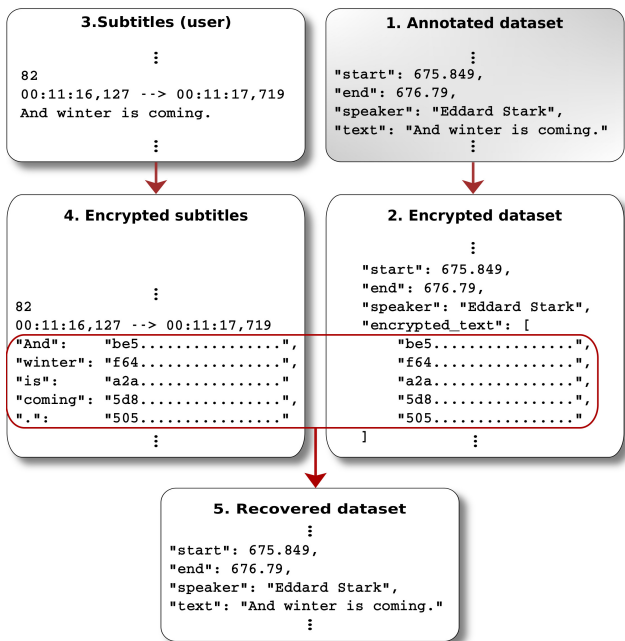 3.Subtitles (user)
⋮
82
00:11:16,127 --> 00:11:17,719
And winter is coming.
⋮
1. Annotated dataset
⋮
"start": 675.849,
"end": 676.79,
"speaker": "Eddard Stark",
"text": "And winter is coming."
⋮
4. Encrypted subtitles
⋮
82
00:11:16,127 --> 00:11:17,719
"And":    "be5................",
"winter": "f64................",
"is":     "a2a................",
"coming": "5d8................",
".":      "505................"
⋮
2. Encrypted dataset
⋮
"start": 675.849,
"end": 676.79,
"speaker": "Eddard Stark",
"encrypted_text": [
"be5................",
"f64................",
"a2a................",
"5d8................",
"505................"
]
⋮
5. Recovered dataset
⋮
"start": 675.849,
"end": 676.79,
"speaker": "Eddard Stark",
"text": "And winter is coming."
⋮